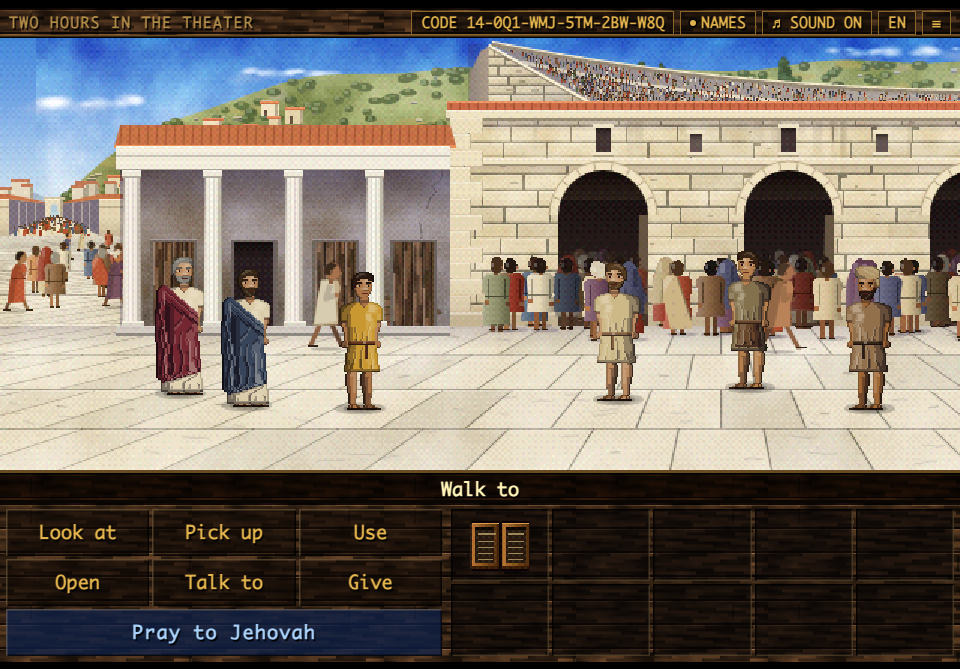 TWO HOURS IN THE THEATER
CODE 14-0Q1-WMJ-5TM-2BW-W8Q
• NAMES
♬ SOUND ON
EN
≡
Walk to
Look at
Pick up
Use
Open
Talk to
Give
Pray to Jehovah